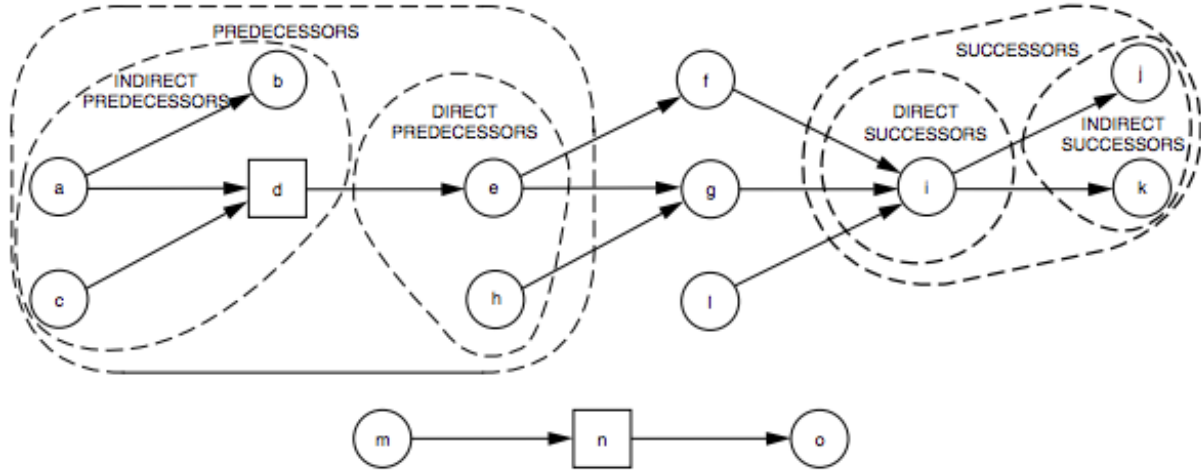 PREDECESSORS
SUCCESSORS
b
f
j
INDIRECT
PREDECESSORS
DIRECT
PREDECESSORS
DIRECT
SUCCESSORS
INDIRECT
SUCCESSORS
a
d
e
g
i
k
c
h
l
m
n
o